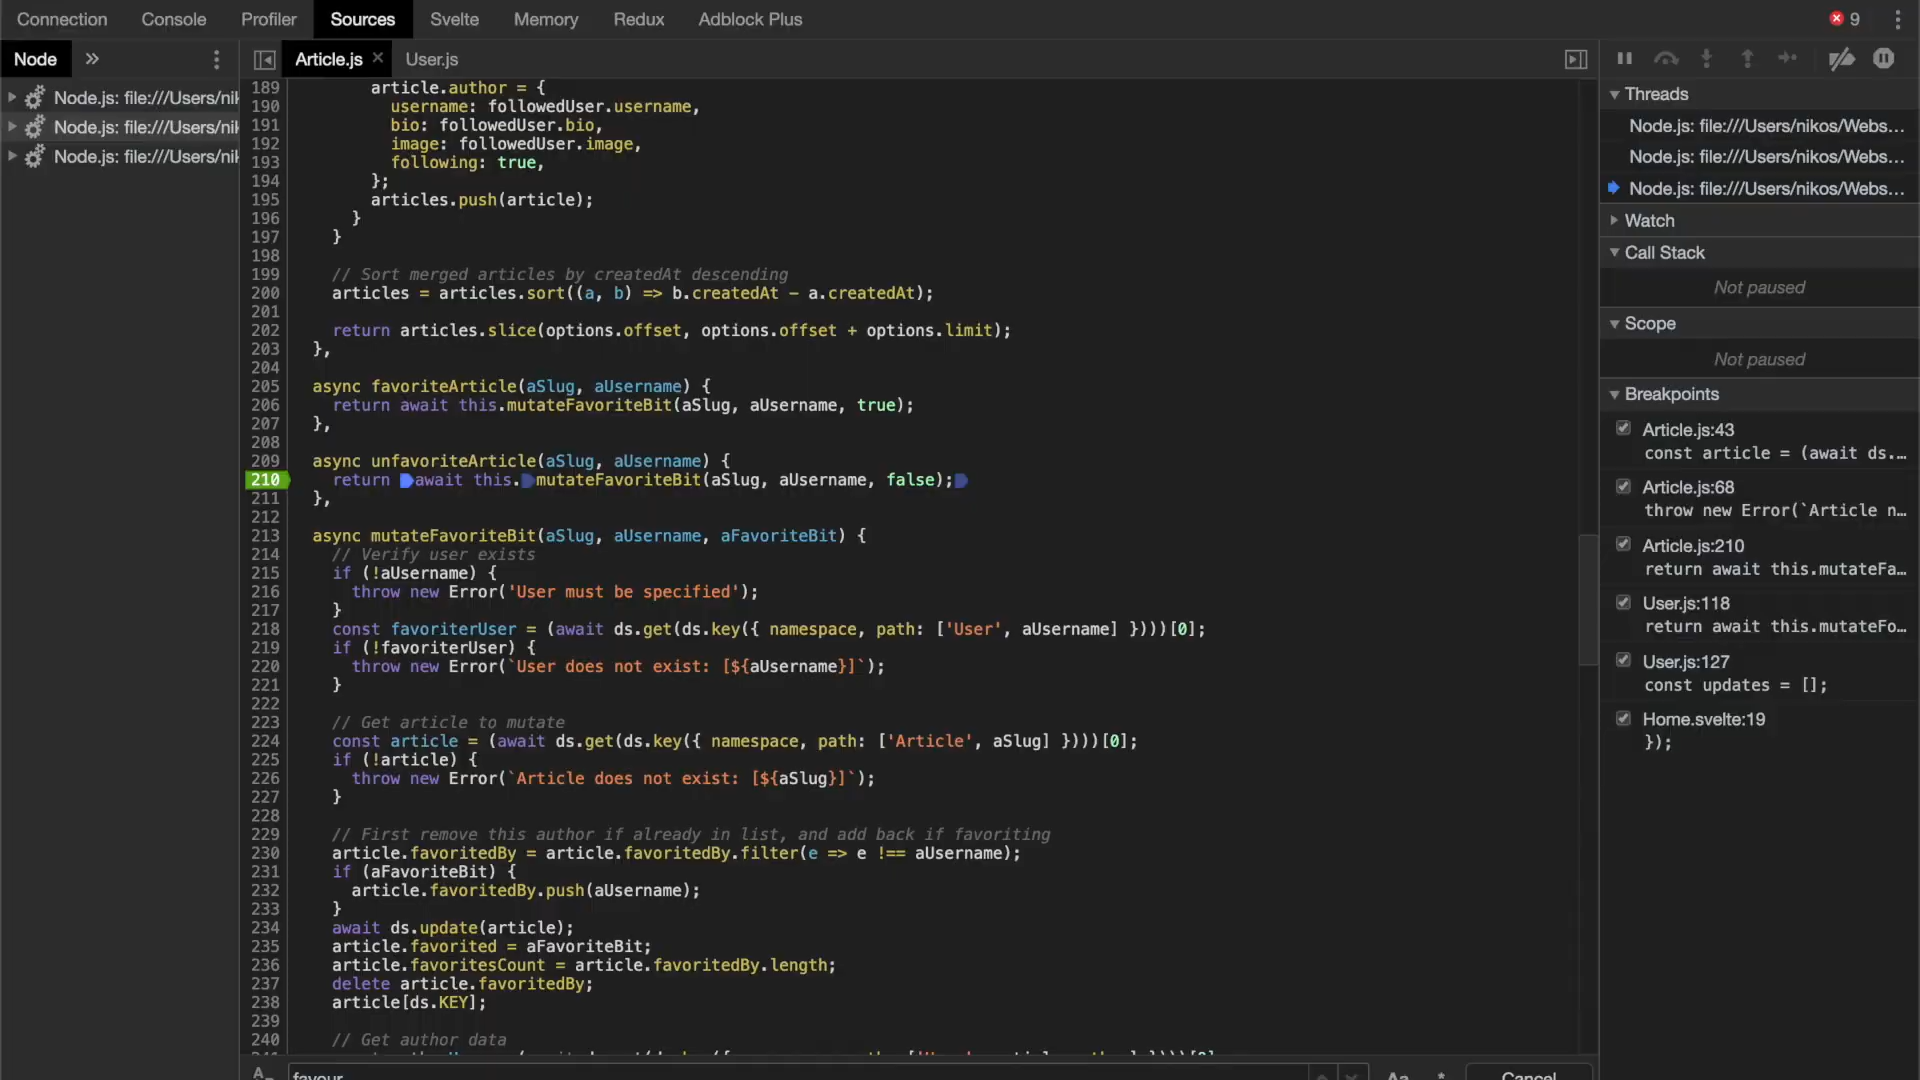 Connection Console Profiler Sources Svelte Memory Redux Adblock Plus 9
Node » Article.js × User.js
Node.js: file:///Users/nik
Node.js: file:///Users/nik
Node.js: file:///Users/nik
189 article.author = {
190 username: followedUser.username,
191 bio: followedUser.bio,
192 image: followedUser.image,
193 following: true,
194 };
195 articles.push(article);
196 }
197 }
198
199 // Sort merged articles by createdAt descending
200 articles = articles.sort((a, b) => b.createdAt - a.createdAt);
201
202 return articles.slice(options.offset, options.offset + options.limit);
203 },
204
205 async favoriteArticle(aSlug, aUsername) {
206 return await this.mutateFavoriteBit(aSlug, aUsername, true);
207 },
208
209 async unfavoriteArticle(aSlug, aUsername) {
210 return await this.mutateFavoriteBit(aSlug, aUsername, false);
211 },
212
213 async mutateFavoriteBit(aSlug, aUsername, aFavoriteBit) {
214 // Verify user exists
215 if (!aUsername) {
216 throw new Error('User must be specified');
217 }
218 const favoriterUser = (await ds.get(ds.key({ namespace, path: ['User', aUsername] })))[0];
219 if (!favoriterUser) {
220 throw new Error(`User does not exist: [${aUsername}]`);
221 }
222
223 // Get article to mutate
224 const article = (await ds.get(ds.key({ namespace, path: ['Article', aSlug] })))[0];
225 if (!article) {
226 throw new Error(`Article does not exist: [${aSlug}]`);
227 }
228
229 // First remove this author if already in list, and add back if favoriting
230 article.favoritedBy = article.favoritedBy.filter(e => e !== aUsername);
231 if (aFavoriteBit) {
232 article.favoritedBy.push(aUsername);
233 }
234 await ds.update(article);
235 article.favorited = aFavoriteBit;
236 article.favoritesCount = article.favoritedBy.length;
237 delete article.favoritedBy;
238 article[ds.KEY];
239
240 // Get author data
favour
Aa .* Cancel
Threads
Node.js: file:///Users/nikos/Webs…
Node.js: file:///Users/nikos/Webs…
Node.js: file:///Users/nikos/Webs…
Watch
Call Stack
Not paused
Scope
Not paused
Breakpoints
Article.js:43
const article = (await ds.…
Article.js:68
throw new Error(`Article n…
Article.js:210
return await this.mutateFa…
User.js:118
return await this.mutateFo…
User.js:127
const updates = [];
Home.svelte:19
});